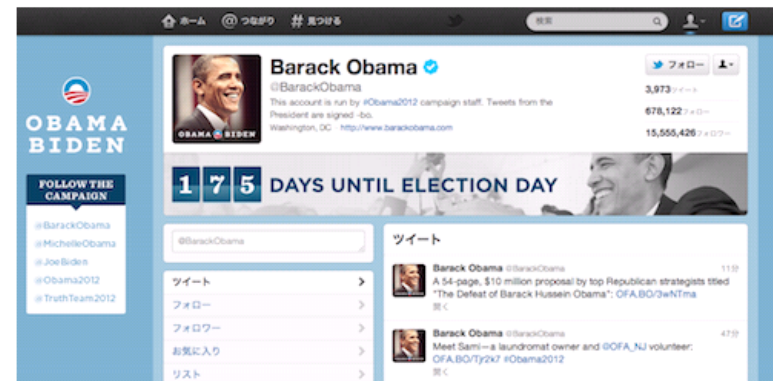 ホーム
@ つながり
# 見つける
検索
OBAMA
BIDEN
FOLLOW THE
CAMPAIGN
@BarackObama
@MichelleObama
@JoeBiden
@Obama2012
@TruthTeam2012
OBAMA BIDEN
Barack Obama
@BarackObama
This account is run by #Obama2012 campaign staff. Tweets from the
President are signed -bo.
Washington, DC · http://www.barackobama.com
フォロー
3,973 ツイート
678,122 フォロー
15,555,426 フォロワー
175 DAYS UNTIL ELECTION DAY
@BarackObama
ツイート
フォロー
フォロワー
お気に入り
リスト
ツイート
Barack Obama @BarackObama 11分
A 54-page, $10 million proposal by top Republican strategists titled
"The Defeat of Barack Hussein Obama": OFA.BO/3wNTma
開く
Barack Obama @BarackObama 47分
Meet Sami—a laundromat owner and @OFA_NJ volunteer:
OFA.BO/Tjr2k7 #Obama2012
開く